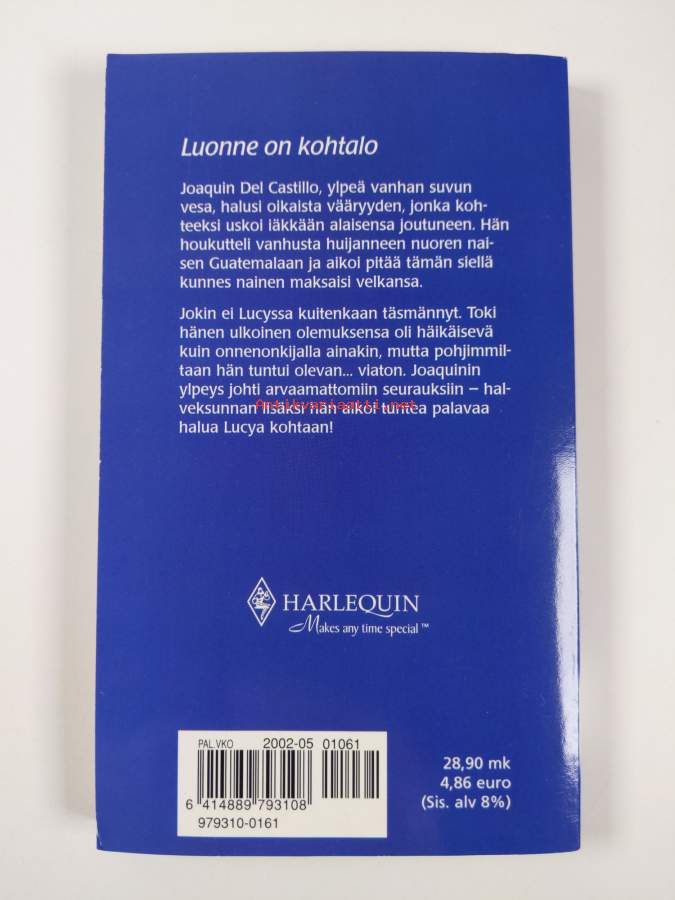 Luonne on kohtalo
Joaquin Del Castillo, ylpeä vanhan suvun
vesa, halusi oikaista vääryyden, jonka koh-
teeksi uskoi iäkkään alaisensa joutuneen. Hän
houkutteli vanhusta huijanneen nuoren nai-
sen Guatemalaan ja aikoi pitää tämän siellä
kunnes nainen maksaisi velkansa.
Jokin ei Lucyssa kuitenkaan täsmännyt. Toki
hänen ulkoinen olemuksensa oli häikäisevä
kuin onnenonkijalla ainakin, mutta pohjimmil-
taan hän tuntui olevan... viaton. Joaquinin
ylpeys johti arvaamattomiin seurauksiin – hal-
Antikvariaatti.net
veksunnan lisäksi hän alkoi tuntea palavaa
halua Lucya kohtaan!
HARLEQUIN
Makes any time special ™
PAL.VKO 2002-05 01061
6 414889 793108
979310-0161
28,90 mk
4,86 euro
(Sis. alv 8%)